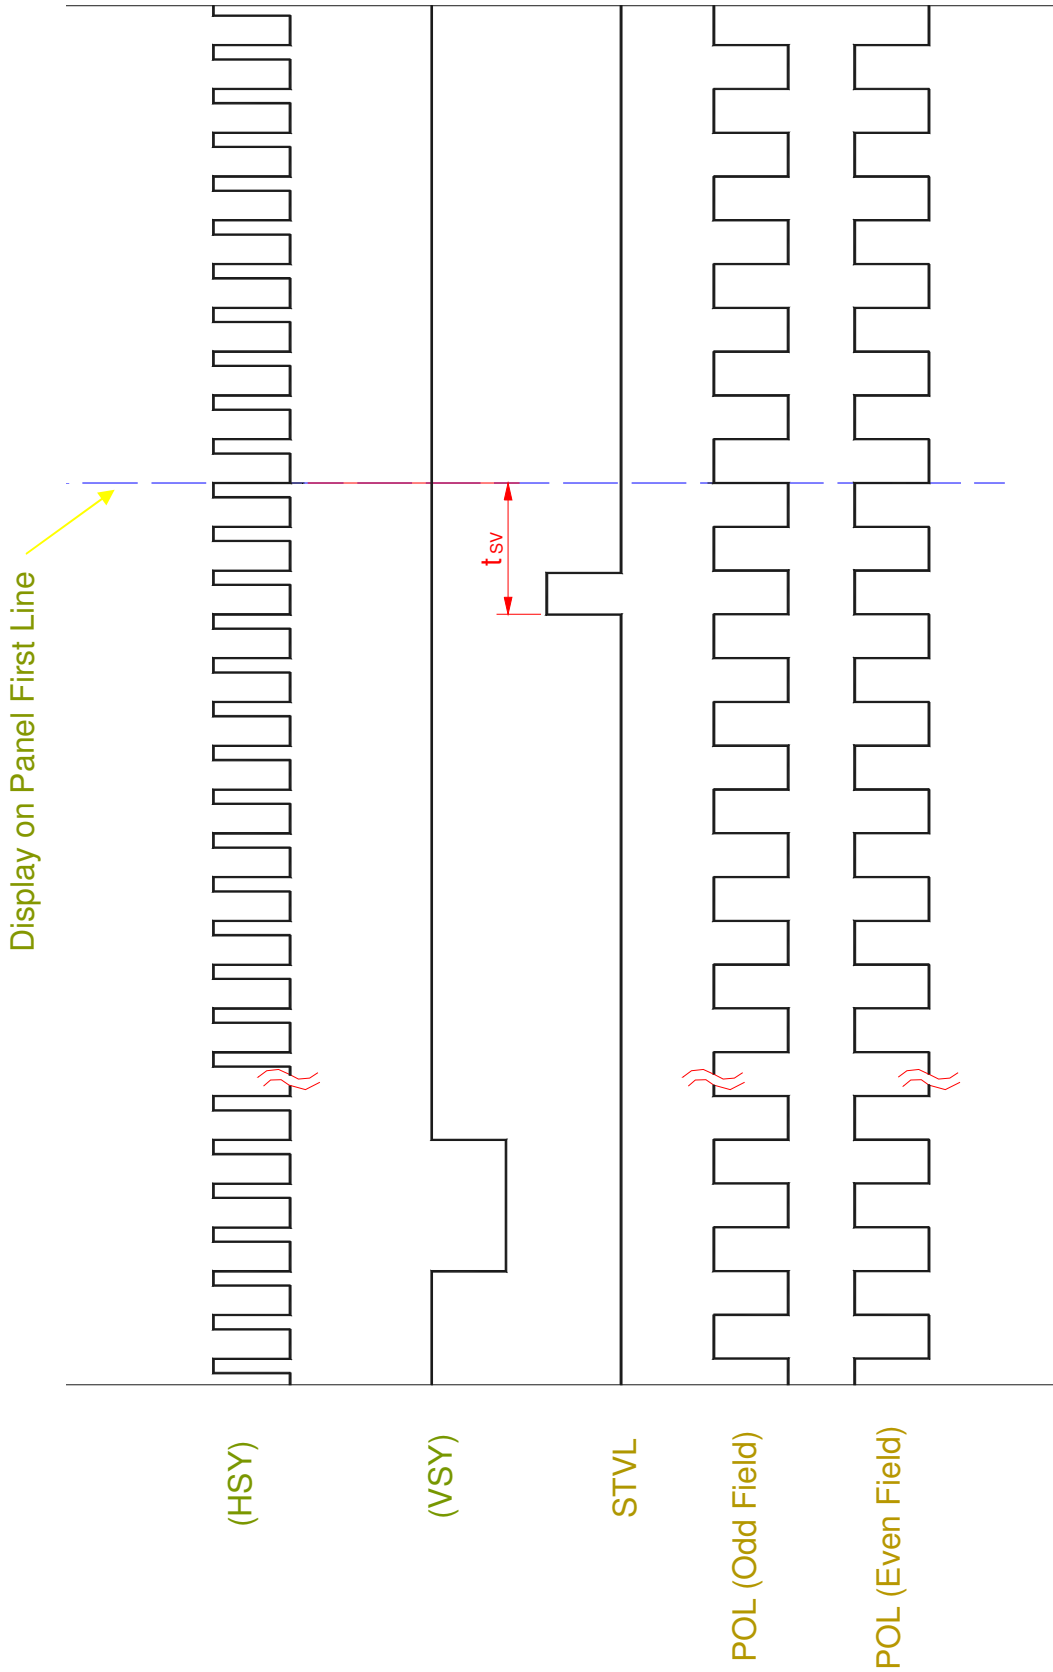 Display on Panel First Line
(HSY)
(VSY)
tsv
STVL
POL (Odd Field)
POL (Even Field)